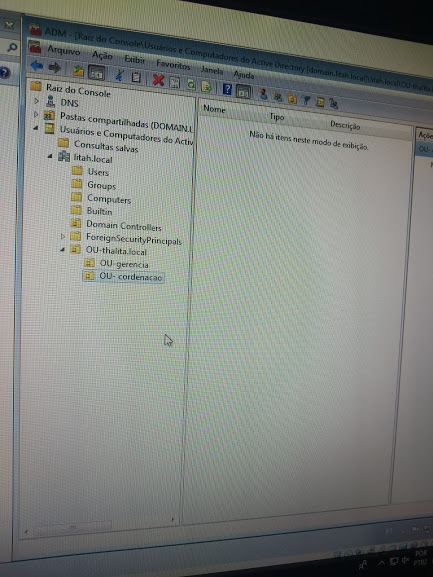 ADM - [Raiz do Console\Usuários e Computadores do Active Directory [domain.litah.local]\litah.local\OU-thalita.l
Arquivo Ação Exibir Favoritos Janela Ajuda
Raiz do Console
DNS
Pastas compartilhadas (DOMAIN.L
Usuários e Computadores do Activ
Consultas salvas
litah.local
Users
Groups
Computers
Builtin
Domain Controllers
ForeignSecurityPrincipals
OU-thalita.local
OU-gerencia
OU- cordenacao
Nome Tipo Descrição
Não há itens neste modo de exibição.
Açõe
OU-
POR